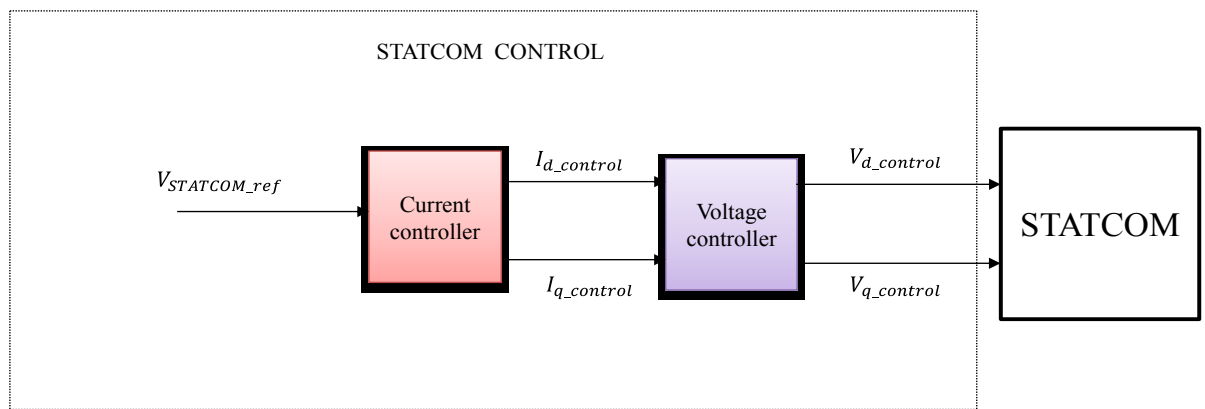 STATCOM CONTROL
V_STATCOM_ref
Current
controller
I_d_control
I_q_control
Voltage
controller
V_d_control
V_q_control
STATCOM